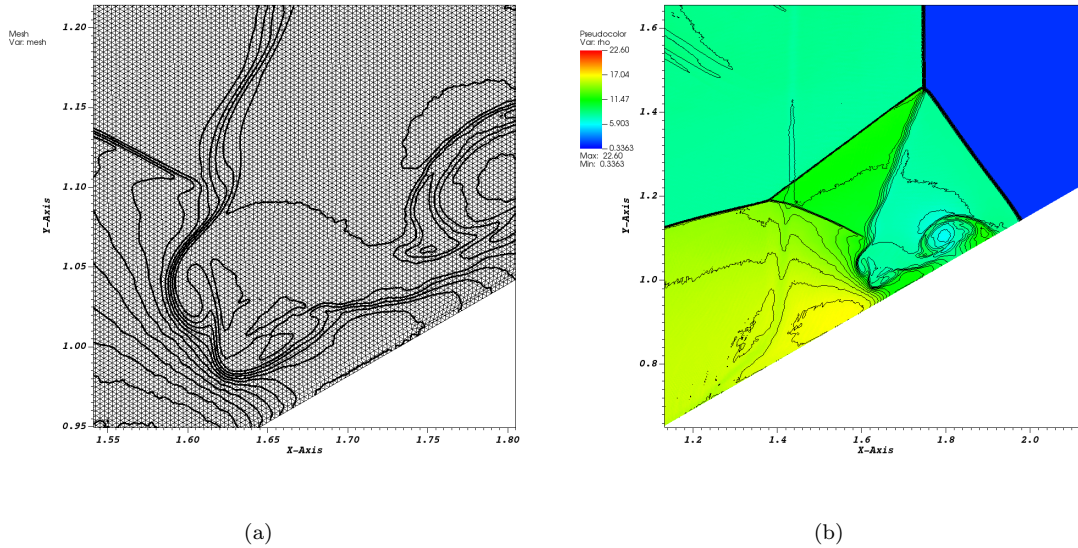 Mesh
Var: mesh
1.20
1.15
1.10
1.05
1.00
0.95
Y-Axis
1.55
1.60
1.65
1.70
1.75
1.80
X-Axis
(a)
Pseudocolor
Var: rho
22.60
17.04
11.47
5.903
0.3363
Max: 22.60
Min: 0.3363
1.6
1.4
1.2
1.0
0.8
Y-Axis
1.2
1.4
1.6
1.8
2.0
X-Axis
(b)